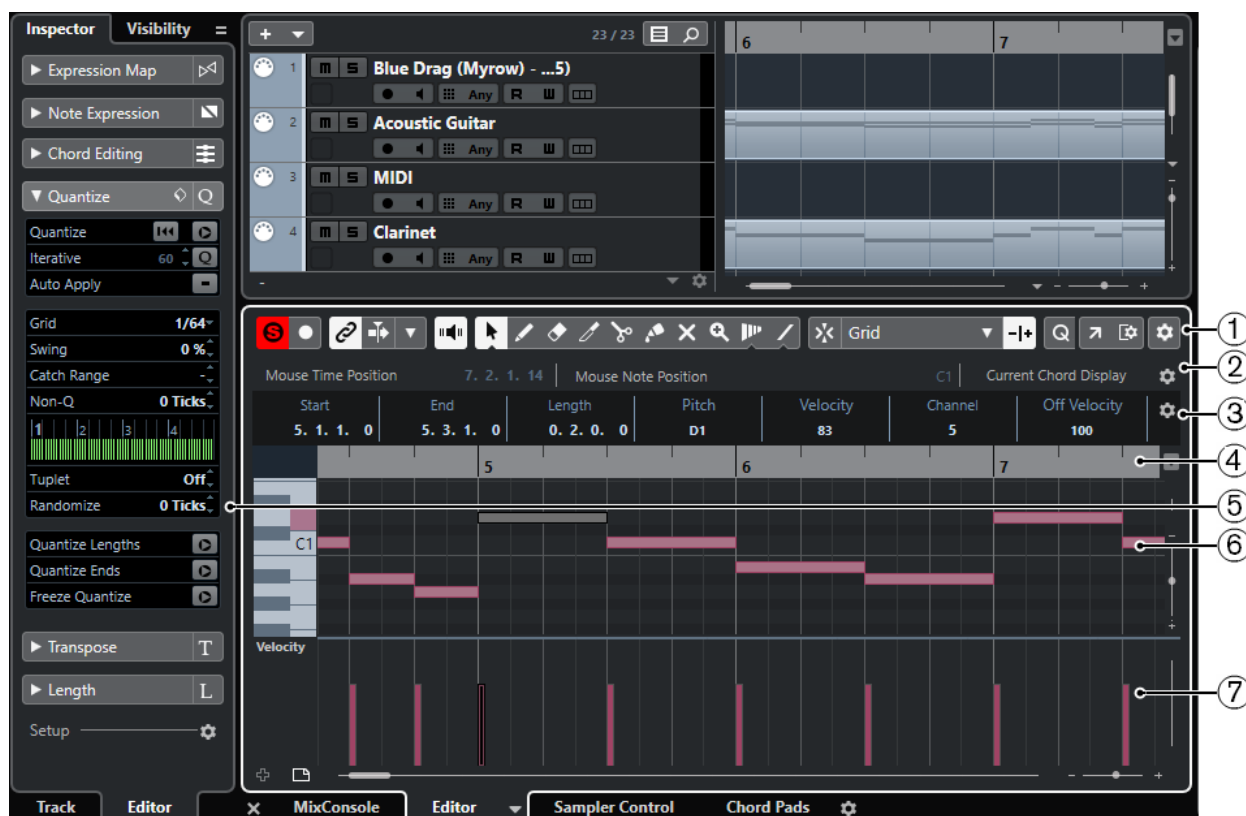 Inspector Visibility
Expression Map
Note Expression
Chord Editing
Quantize Q
Quantize
Iterative 60 Q
Auto Apply
Grid 1/64
Swing 0 %
Catch Range -
Non-Q 0 Ticks
1 2 3 4
Tuplet Off
Randomize 0 Ticks
Quantize Lengths
Quantize Ends
Freeze Quantize
Transpose T
Length L
Setup
Track Editor
+ 23 / 23
1 m S Blue Drag (Myrow) - ...5)
Any R W
2 m S Acoustic Guitar
Any R W
3 m S MIDI
Any R W
4 m S Clarinet
Any R W
-
6 7
S Grid Q
Mouse Time Position 7. 2. 1. 14 Mouse Note Position C1 Current Chord Display
Start End Length Pitch Velocity Channel Off Velocity
5. 1. 1. 0 5. 3. 1. 0 0. 2. 0. 0 D1 83 5 100
5 6 7
C1
Velocity
MixConsole Editor Sampler Control Chord Pads
1
2
3
4
5
6
7